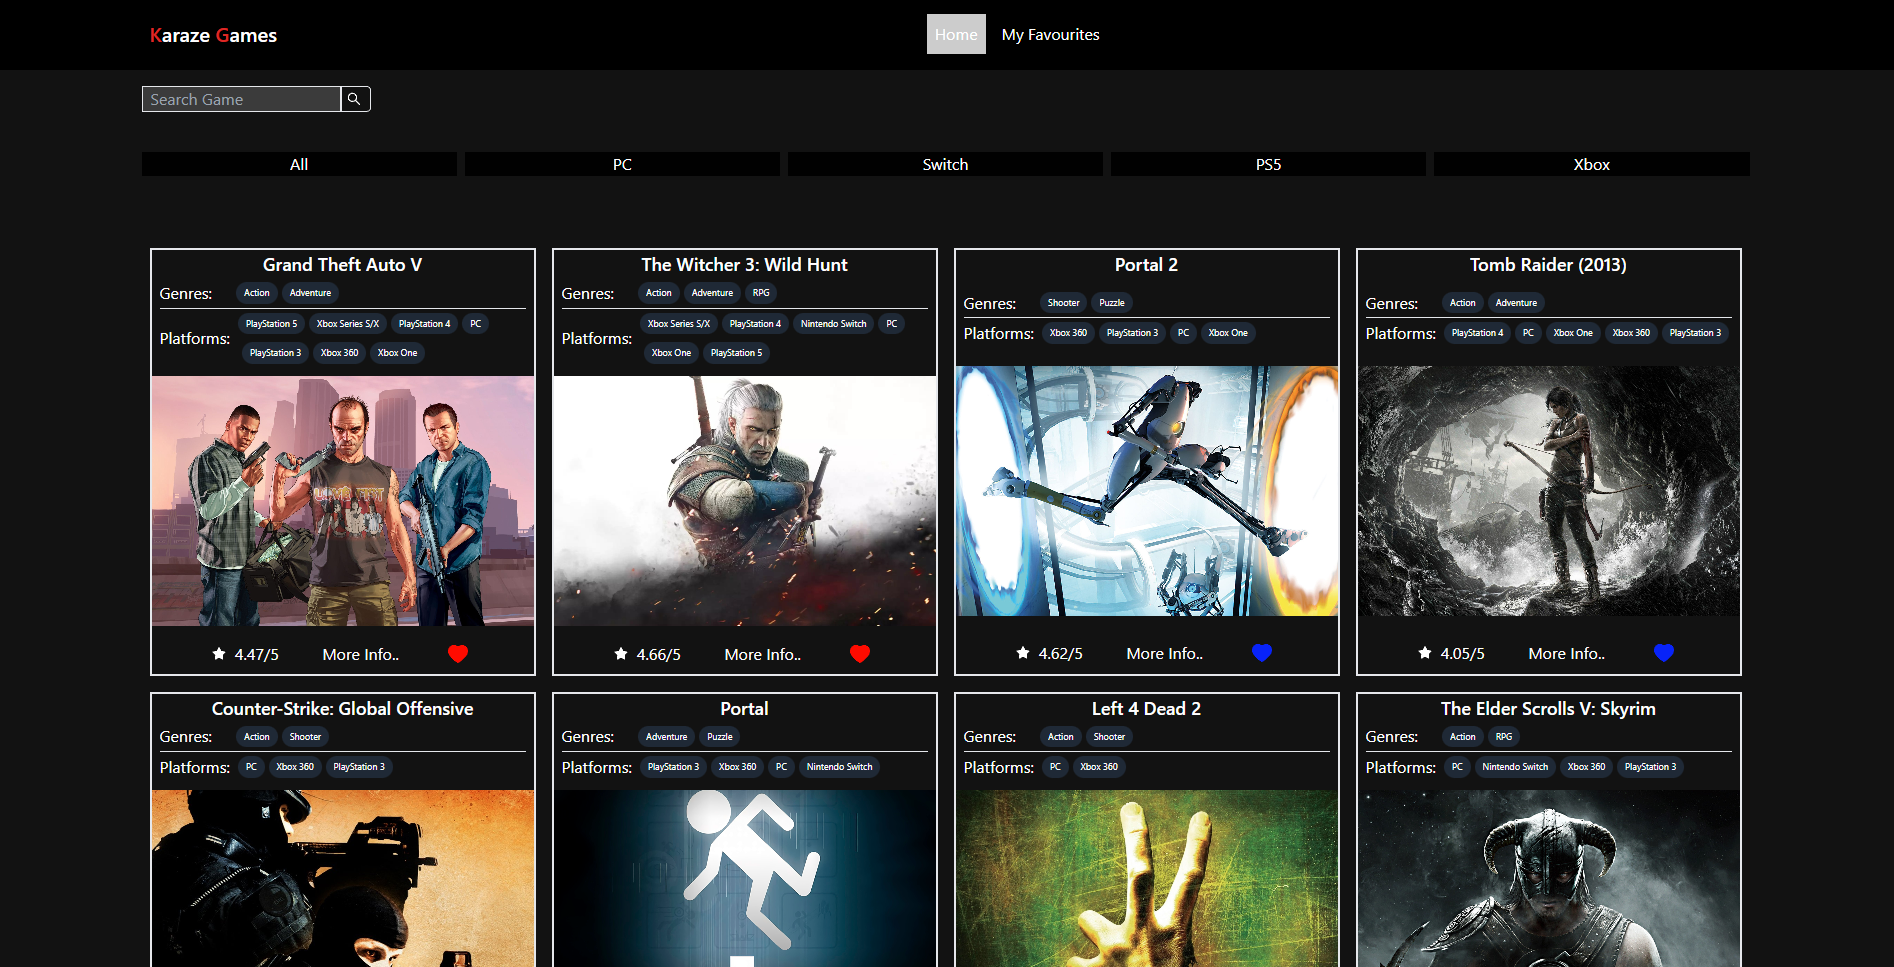 Karaze Games
Home
My Favourites
Search Game
All
PC
Switch
PS5
Xbox
Grand Theft Auto V
Genres: Action Adventure
Platforms: PlayStation 5 Xbox Series S/X PlayStation 4 PC
PlayStation 3 Xbox 360 Xbox One
4.47/5 More Info..
The Witcher 3: Wild Hunt
Genres: Action Adventure RPG
Platforms: Xbox Series S/X PlayStation 4 Nintendo Switch PC
Xbox One PlayStation 5
4.66/5 More Info..
Portal 2
Genres: Shooter Puzzle
Platforms: Xbox 360 PlayStation 3 PC Xbox One
4.62/5 More Info..
Tomb Raider (2013)
Genres: Action Adventure
Platforms: PlayStation 4 PC Xbox One Xbox 360 PlayStation 3
4.05/5 More Info..
Counter-Strike: Global Offensive
Genres: Action Shooter
Platforms: PC Xbox 360 PlayStation 3
Portal
Genres: Adventure Puzzle
Platforms: PlayStation 3 Xbox 360 PC Nintendo Switch
Left 4 Dead 2
Genres: Action Shooter
Platforms: PC Xbox 360
The Elder Scrolls V: Skyrim
Genres: Action RPG
Platforms: PC Nintendo Switch Xbox 360 PlayStation 3